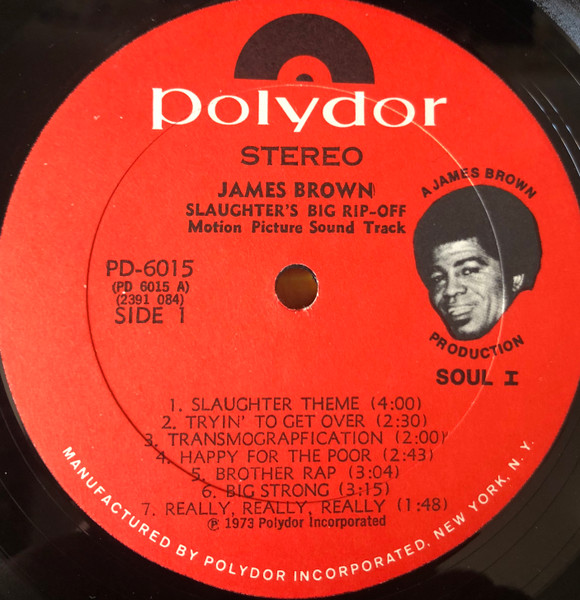 polydor
STEREO
JAMES BROWN
SLAUGHTER'S BIG RIP-OFF
Motion Picture Sound Track
PD-6015
(PD 6015 A)
(2391 084)
SIDE 1
A JAMES BROWN
PRODUCTION
SOUL I
1. SLAUGHTER THEME (4:00)
2. TRYIN' TO GET OVER (2:30)
3. TRANSMOGRAPFICATION (2:00)
4. HAPPY FOR THE POOR (2:43)
5. BROTHER RAP (3:04)
6. BIG STRONG (3:15)
7. REALLY, REALLY, REALLY (1:48)
℗ 1973 Polydor Incorporated
MANUFACTURED BY POLYDOR INCORPORATED, NEW YORK, N. Y.